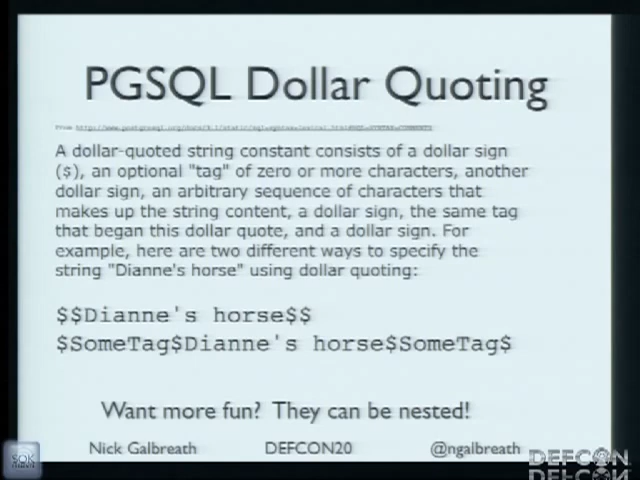 PGSQL Dollar Quoting
From
A dollar-quoted string constant consists of a dollar sign
($), an optional "tag" of zero or more characters, another
dollar sign, an arbitrary sequence of characters that
makes up the string content, a dollar sign, the same tag
that began this dollar quote, and a dollar sign. For
example, here are two different ways to specify the
string "Dianne's horse" using dollar quoting:
$$Dianne's horse$$
$SomeTag$Dianne's horse$SomeTag$
Want more fun? They can be nested!
Nick Galbreath DEFCON20 @ngalbreath
SOK
DEFCON